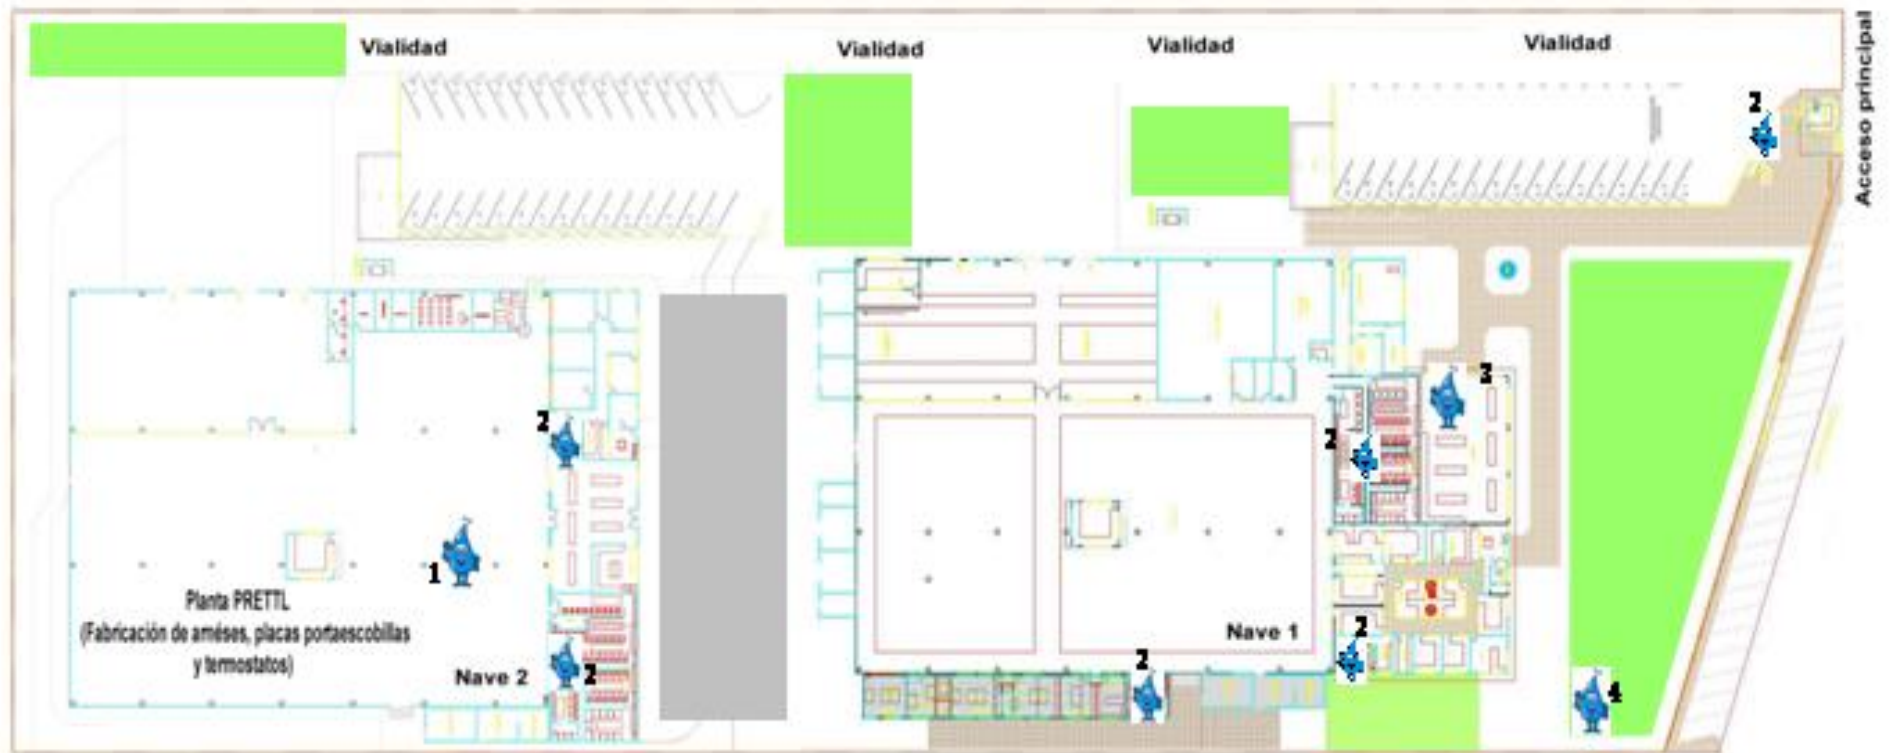 Vialidad
Vialidad
Vialidad
Vialidad
Acceso principal
2
2
3
2
1
Planta PRETTL
(Fabricación de arnéses, placas portaescobillas
y termostatos)
Nave 2
2
Nave 1
2
2
4